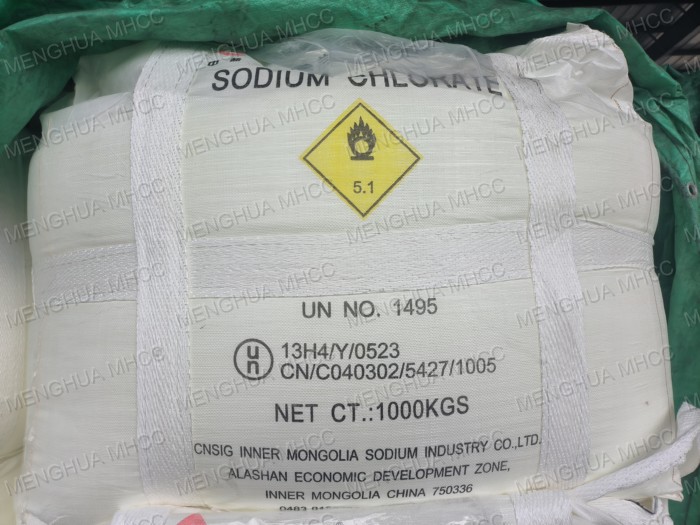 SODIUM CHLORATE
5.1
UN NO. 1495
un
13H4/Y/0523
CN/C040302/5427/1005
NET CT.:1000KGS
CNSIG INNER MONGOLIA SODIUM INDUSTRY CO.,LTD.
ALASHAN ECONOMIC DEVELOPMENT ZONE,
INNER MONGOLIA CHINA 750336
MENGHUA MHCC